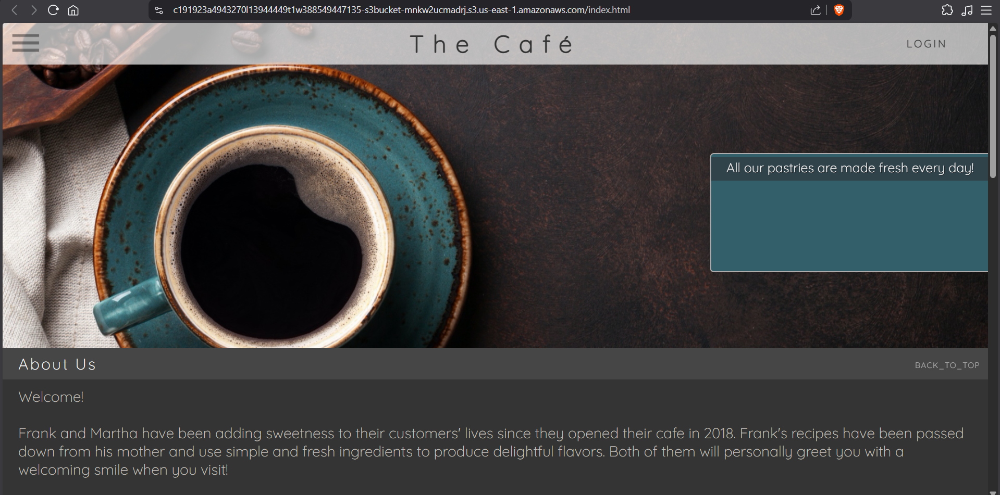 c191923a4943270l13944449t1w388549447135-s3bucket-mnkw2ucmadrj.s3.us-east-1.amazonaws.com/index.html
The Café
LOGIN
All our pastries are made fresh every day!
About Us
BACK_TO_TOP
Welcome!
Frank and Martha have been adding sweetness to their customers' lives since they opened their cafe in 2018. Frank's recipes have been passed
down from his mother and use simple and fresh ingredients to produce delightful flavors. Both of them will personally greet you with a
welcoming smile when you visit!